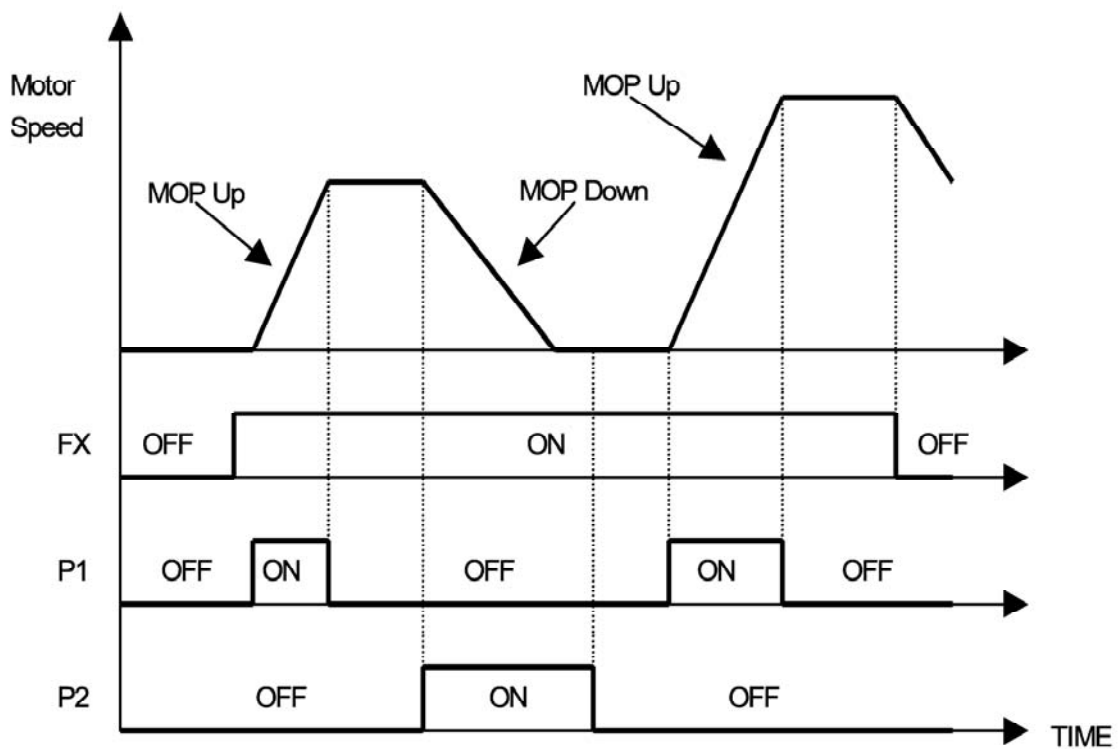 Motor
Speed
MOP Up
MOP Down
MOP Up
FX
OFF
ON
OFF
P1
OFF
ON
OFF
ON
OFF
P2
OFF
ON
OFF
TIME